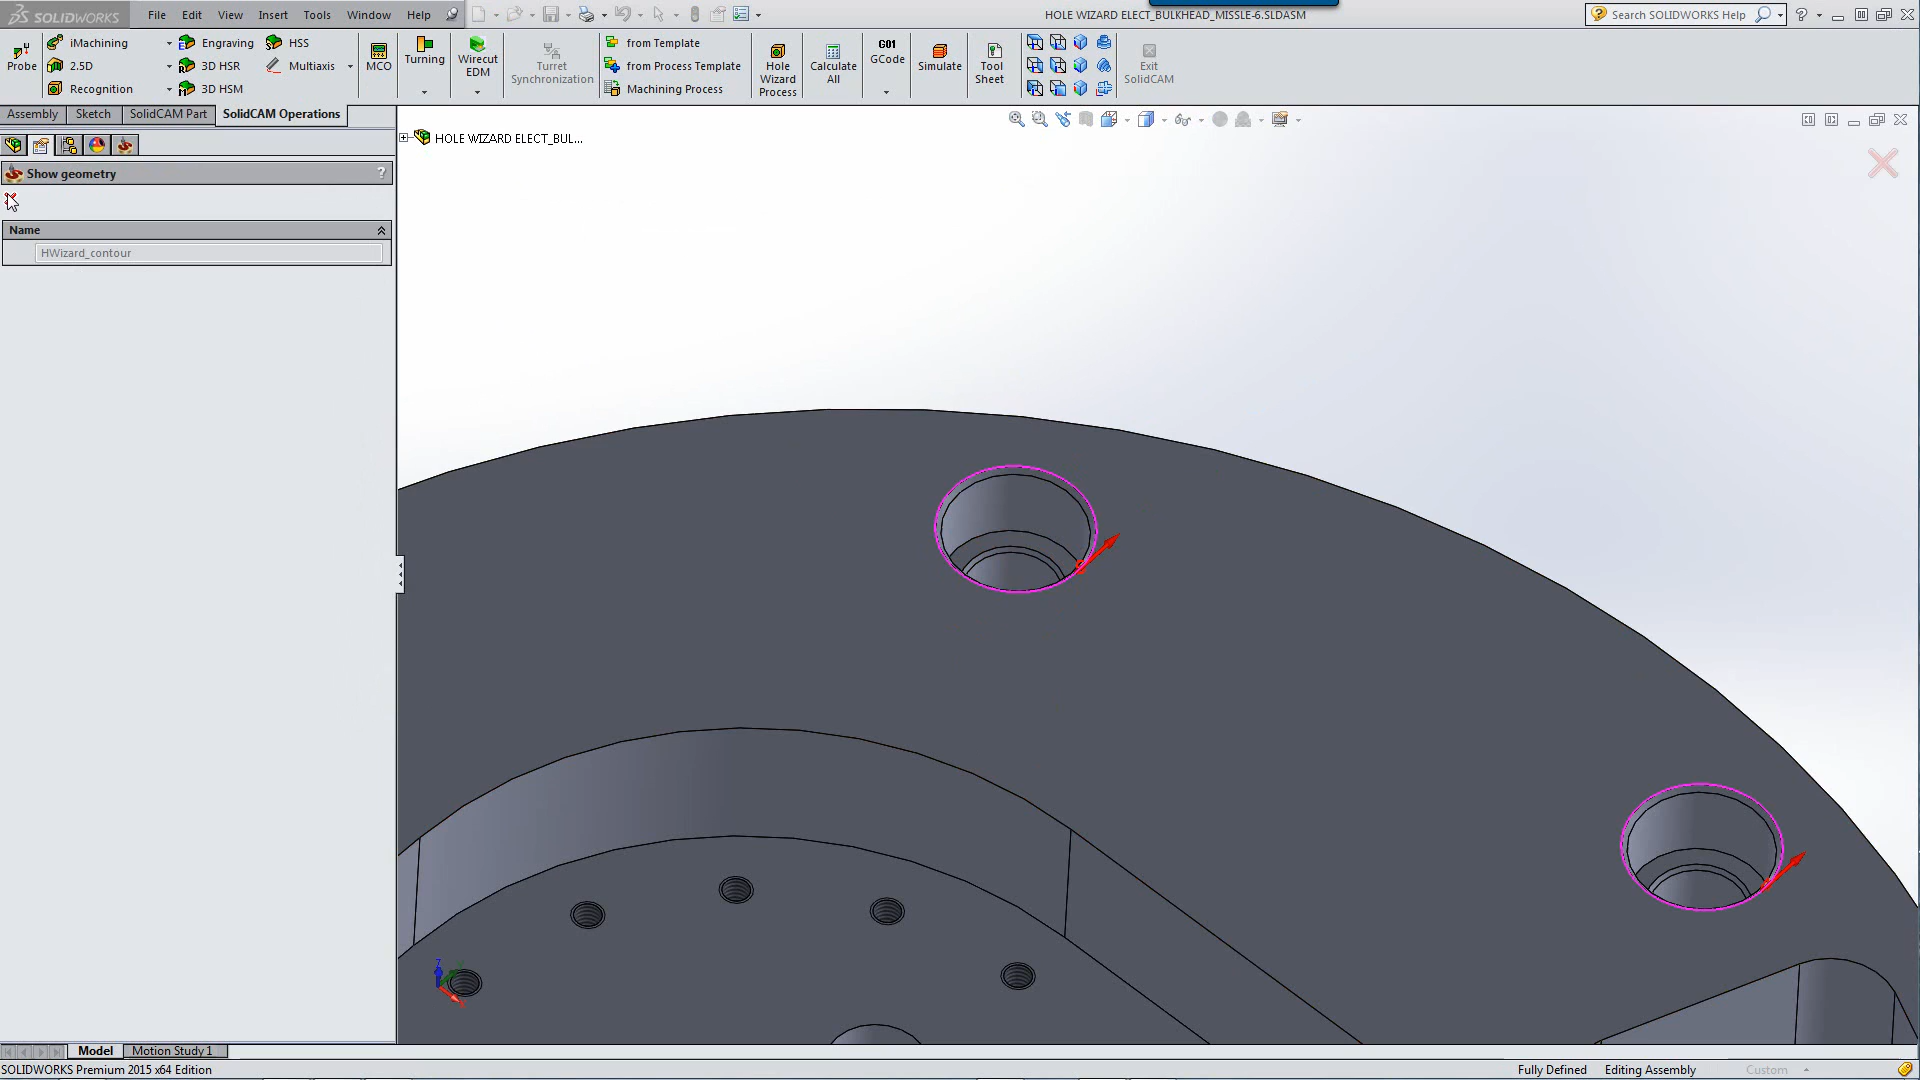 SOLIDWORKS File Edit View Insert Tools Window Help HOLE WIZARD ELECT_BULKHEAD_MISSLE-6.SLDASM Search SOLIDWORKS Help ?
Probe
iMachining
2.5D
Recognition
Engraving
3D HSR
3D HSM
HSS
Multiaxis
MCO
Turning
Wirecut
EDM
Turret
Synchronization
from Template
from Process Template
Machining Process
Hole
Wizard
Process
Calculate
All
G01
GCode
Simulate
Tool
Sheet
Exit
SolidCAM
Assembly Sketch SolidCAM Part SolidCAM Operations
HOLE WIZARD ELECT_BUL...
Show geometry ?
Name
HWizard_contour
Z
Model Motion Study 1
SOLIDWORKS Premium 2015 x64 Edition Fully Defined Editing Assembly Custom